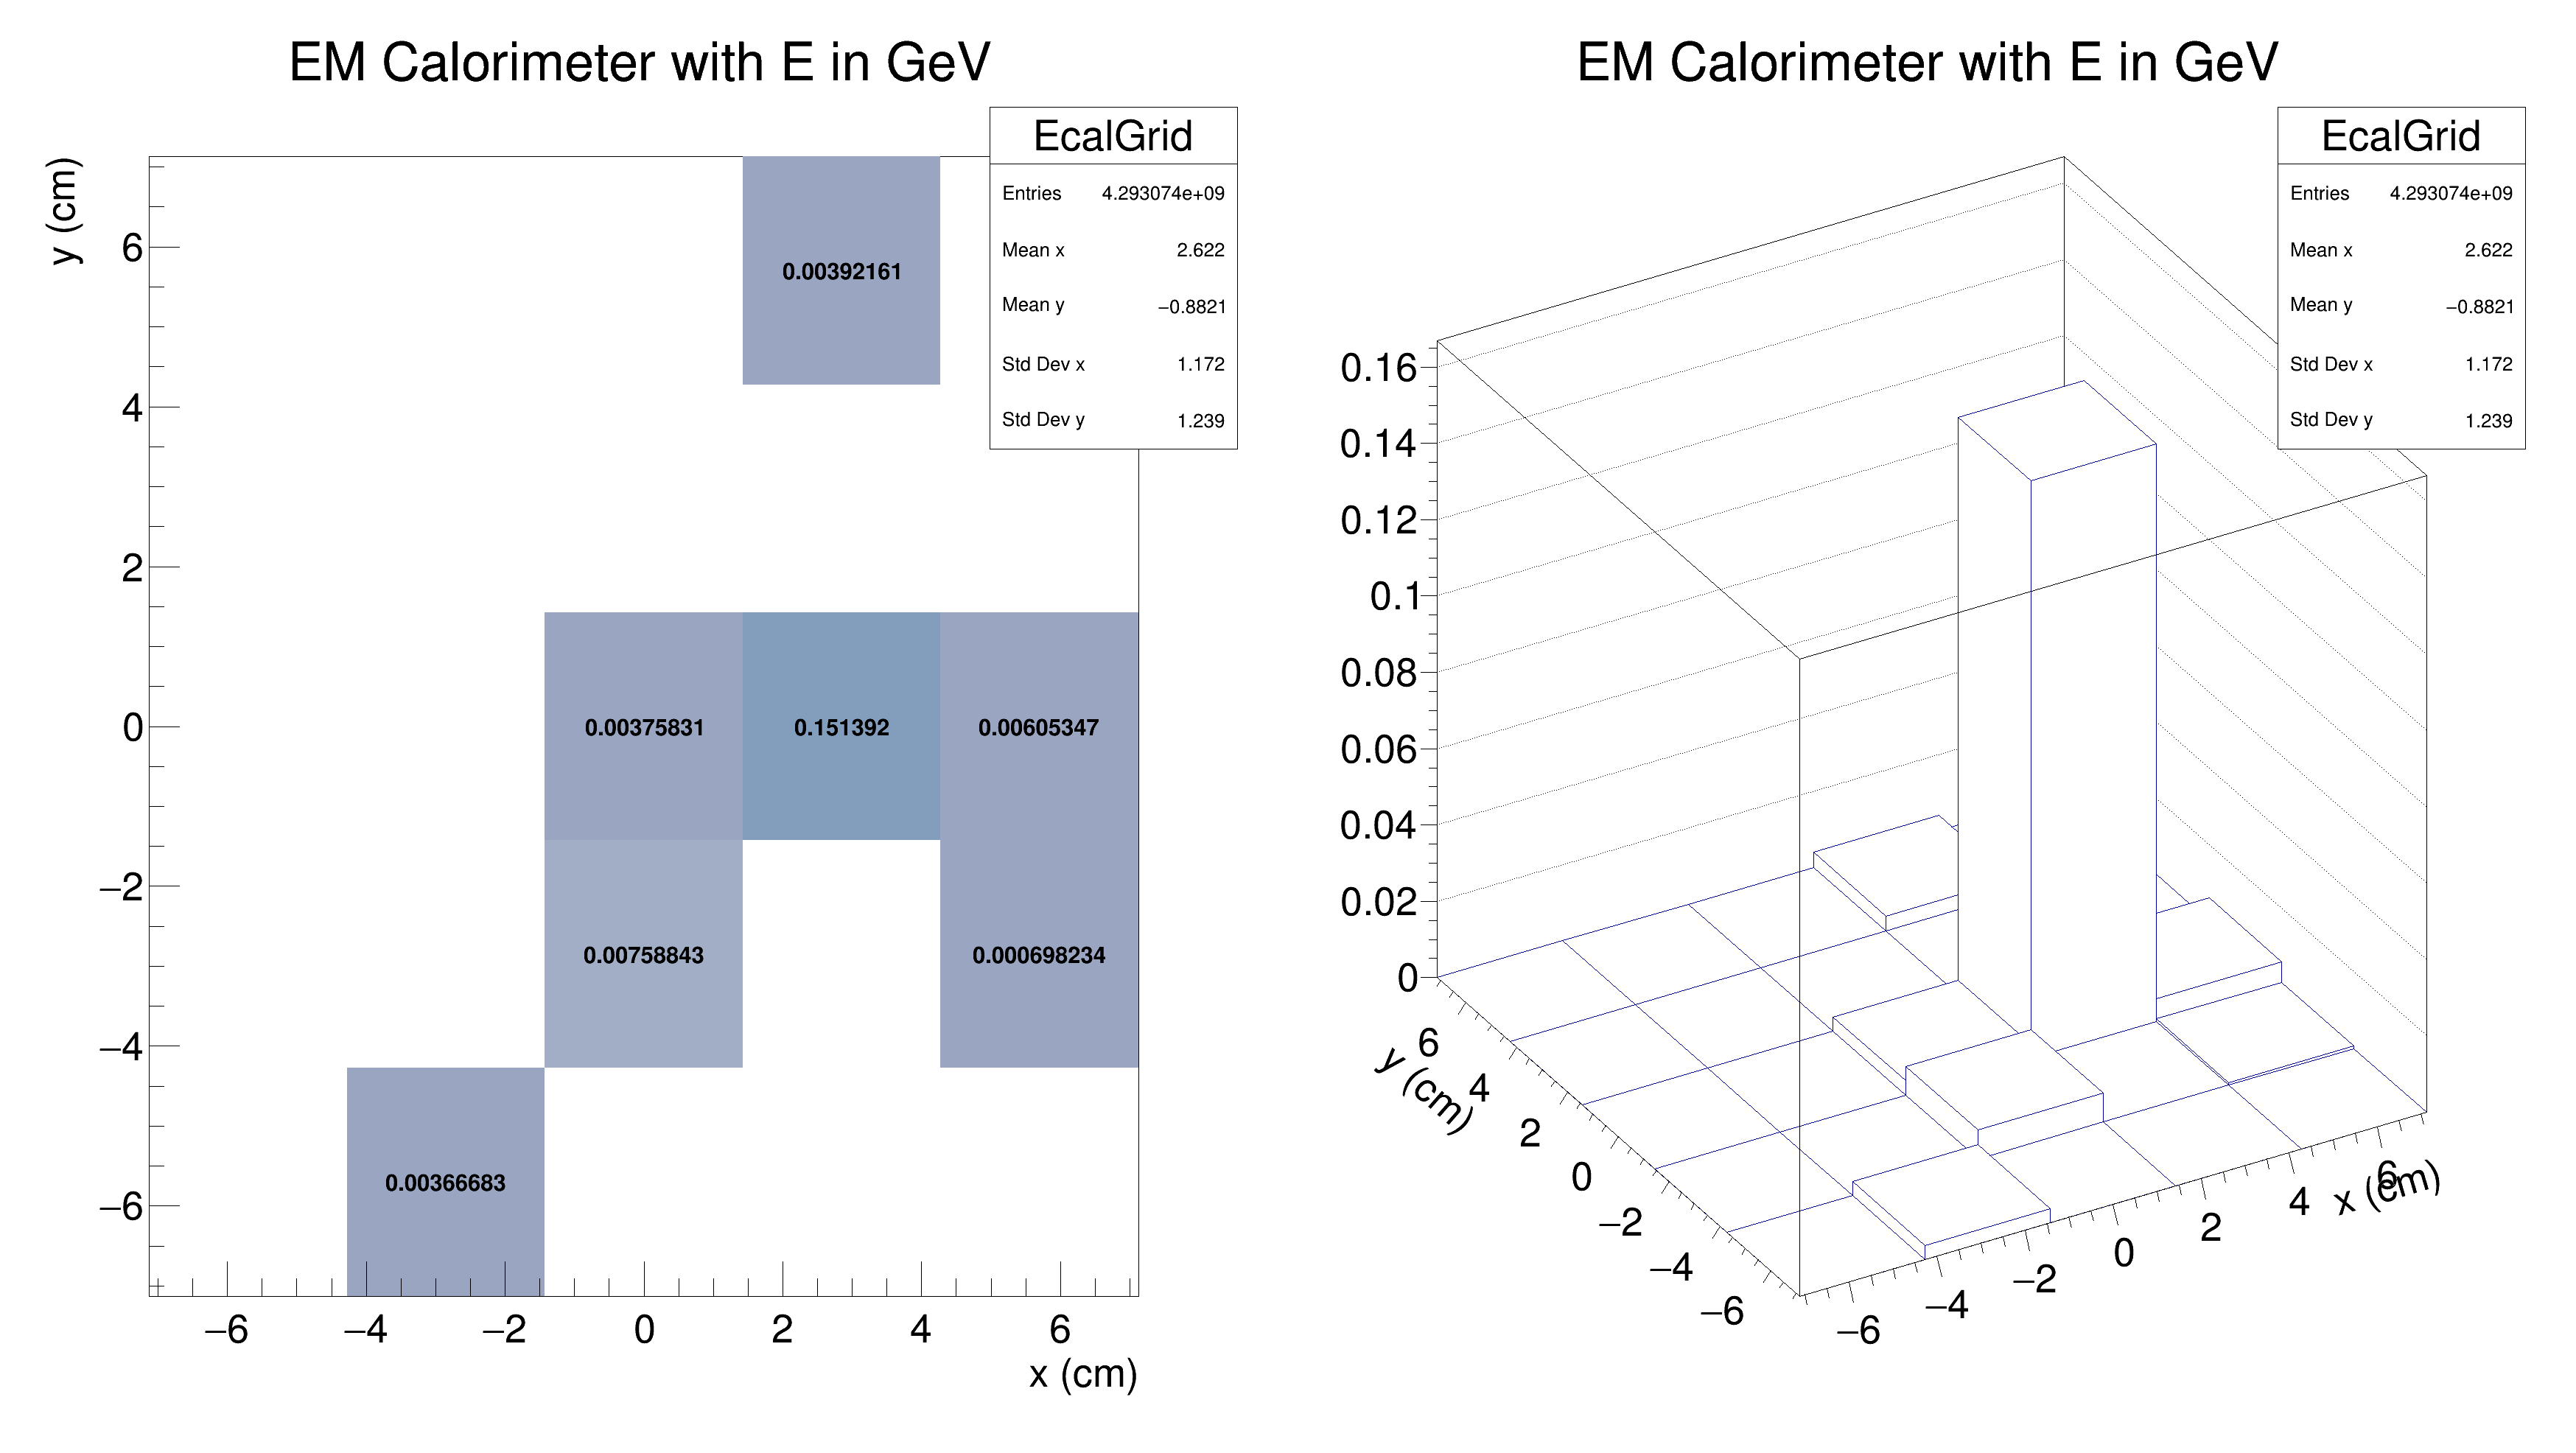 EM Calorimeter with E in GeV
EcalGrid
Entries 4.293074e+09
Mean x 2.622
Mean y −0.8821
Std Dev x 1.172
Std Dev y 1.239
y (cm)
6
4
2
0
−2
−4
−6
0.00392161
0.00375831 0.151392 0.00605347
0.00758843 0.000698234
0.00366683
−6 −4 −2 0 2 4 6
x (cm)
EM Calorimeter with E in GeV
EcalGrid
Entries 4.293074e+09
Mean x 2.622
Mean y −0.8821
Std Dev x 1.172
Std Dev y 1.239
0.16
0.14
0.12
0.1
0.08
0.06
0.04
0.02
0
y (cm)
6
4
2
0
−2
−4
−6
−6 −4 −2 0 2 4 6
x (cm)